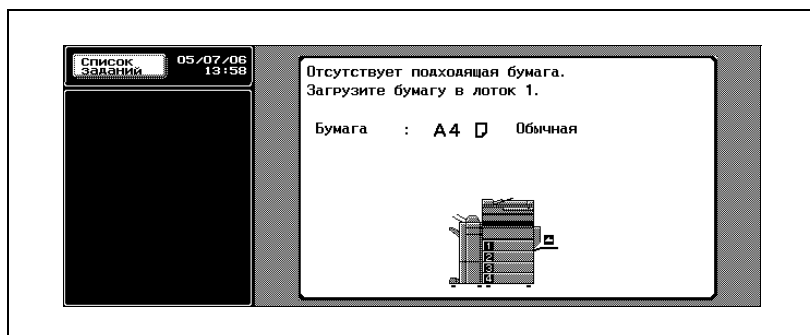 Список
заданий
05/07/06
13:58
Отсутствует подходящая бумага.
Загрузите бумагу в лоток 1.
Бумага : A4 Обычная
1
2
3
4